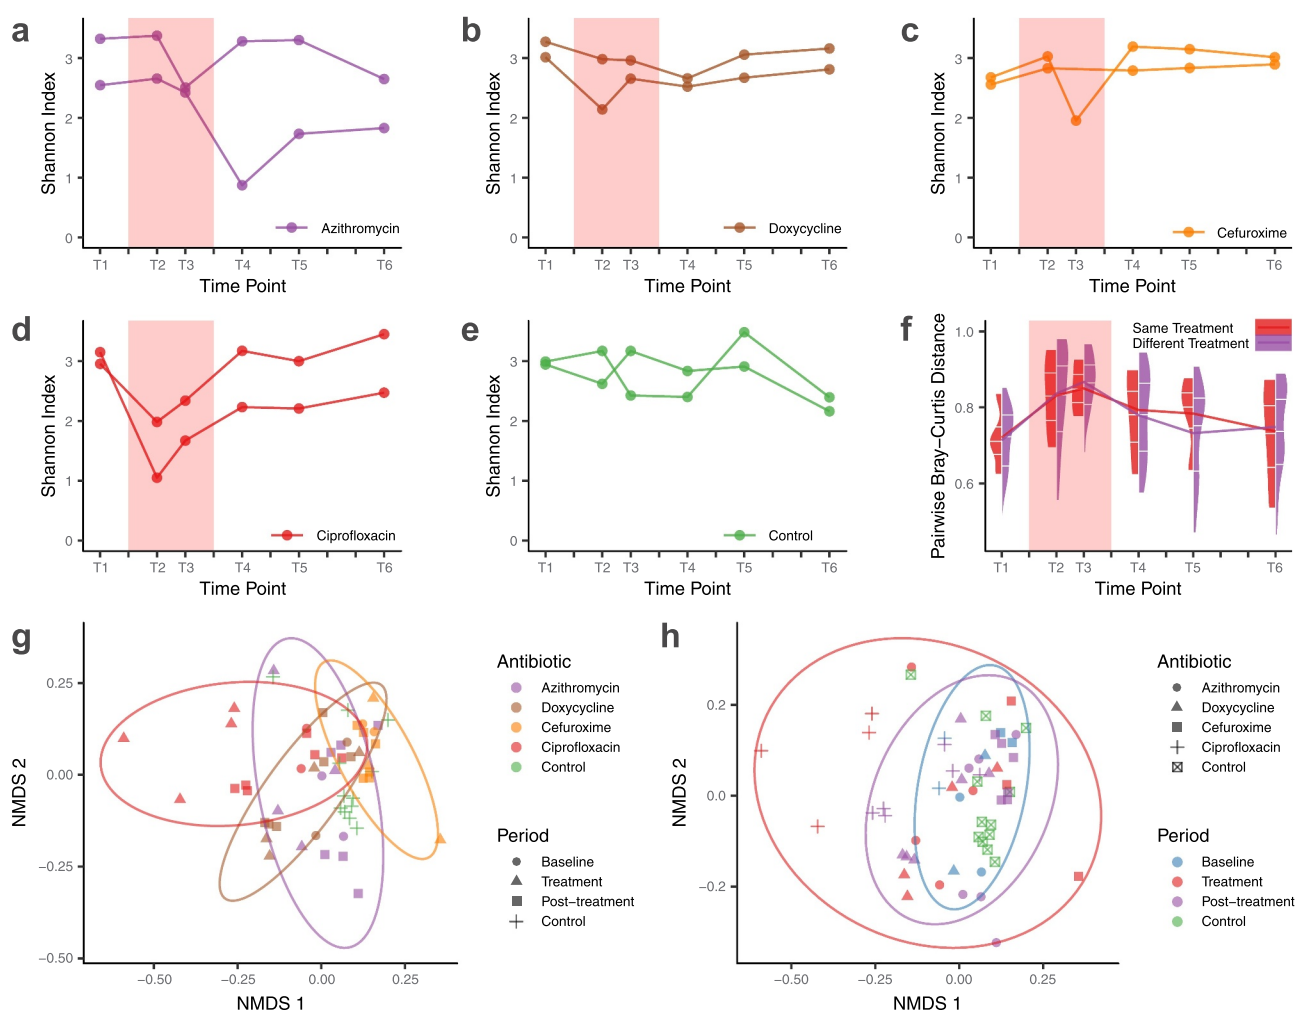 a
Shannon Index
3
2
1
0
Azithromycin
T1 T2 T3 T4 T5 T6
Time Point
b
Shannon Index
3
2
1
0
Doxycycline
T1 T2 T3 T4 T5 T6
Time Point
c
Shannon Index
3
2
1
0
Cefuroxime
T1 T2 T3 T4 T5 T6
Time Point
d
Shannon Index
3
2
1
0
Ciprofloxacin
T1 T2 T3 T4 T5 T6
Time Point
e
Shannon Index
3
2
1
0
Control
T1 T2 T3 T4 T5 T6
Time Point
f
Pairwise Bray−Curtis Distance
1.0
0.8
0.6
Same Treatment
Different Treatment
T1 T2 T3 T4 T5 T6
Time Point
g
NMDS 2
0.25
0.00
−0.25
−0.50
−0.50 −0.25 0.00 0.25
NMDS 1
Antibiotic
Azithromycin
Doxycycline
Cefuroxime
Ciprofloxacin
Control
Period
Baseline
Treatment
Post−treatment
Control
h
NMDS 2
0.2
0.0
−0.2
−0.50 −0.25 0.00 0.25
NMDS 1
Antibiotic
Azithromycin
Doxycycline
Cefuroxime
Ciprofloxacin
Control
Period
Baseline
Treatment
Post−treatment
Control